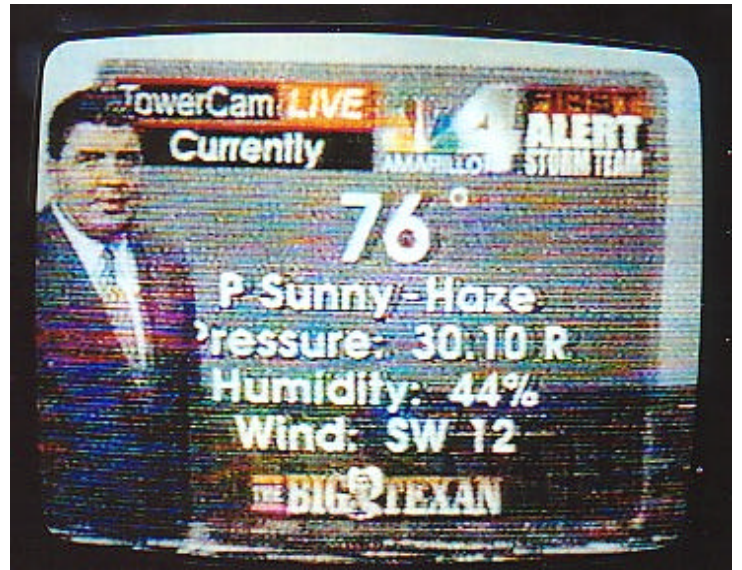 TowerCam LIVE
Currently
AMARILLO 4
FIRST
ALERT
STORM TEAM
76°
P Sunny - Haze
Pressure: 30.10 R
Humidity: 44%
Wind: SW 12
THE BIG TEXAN